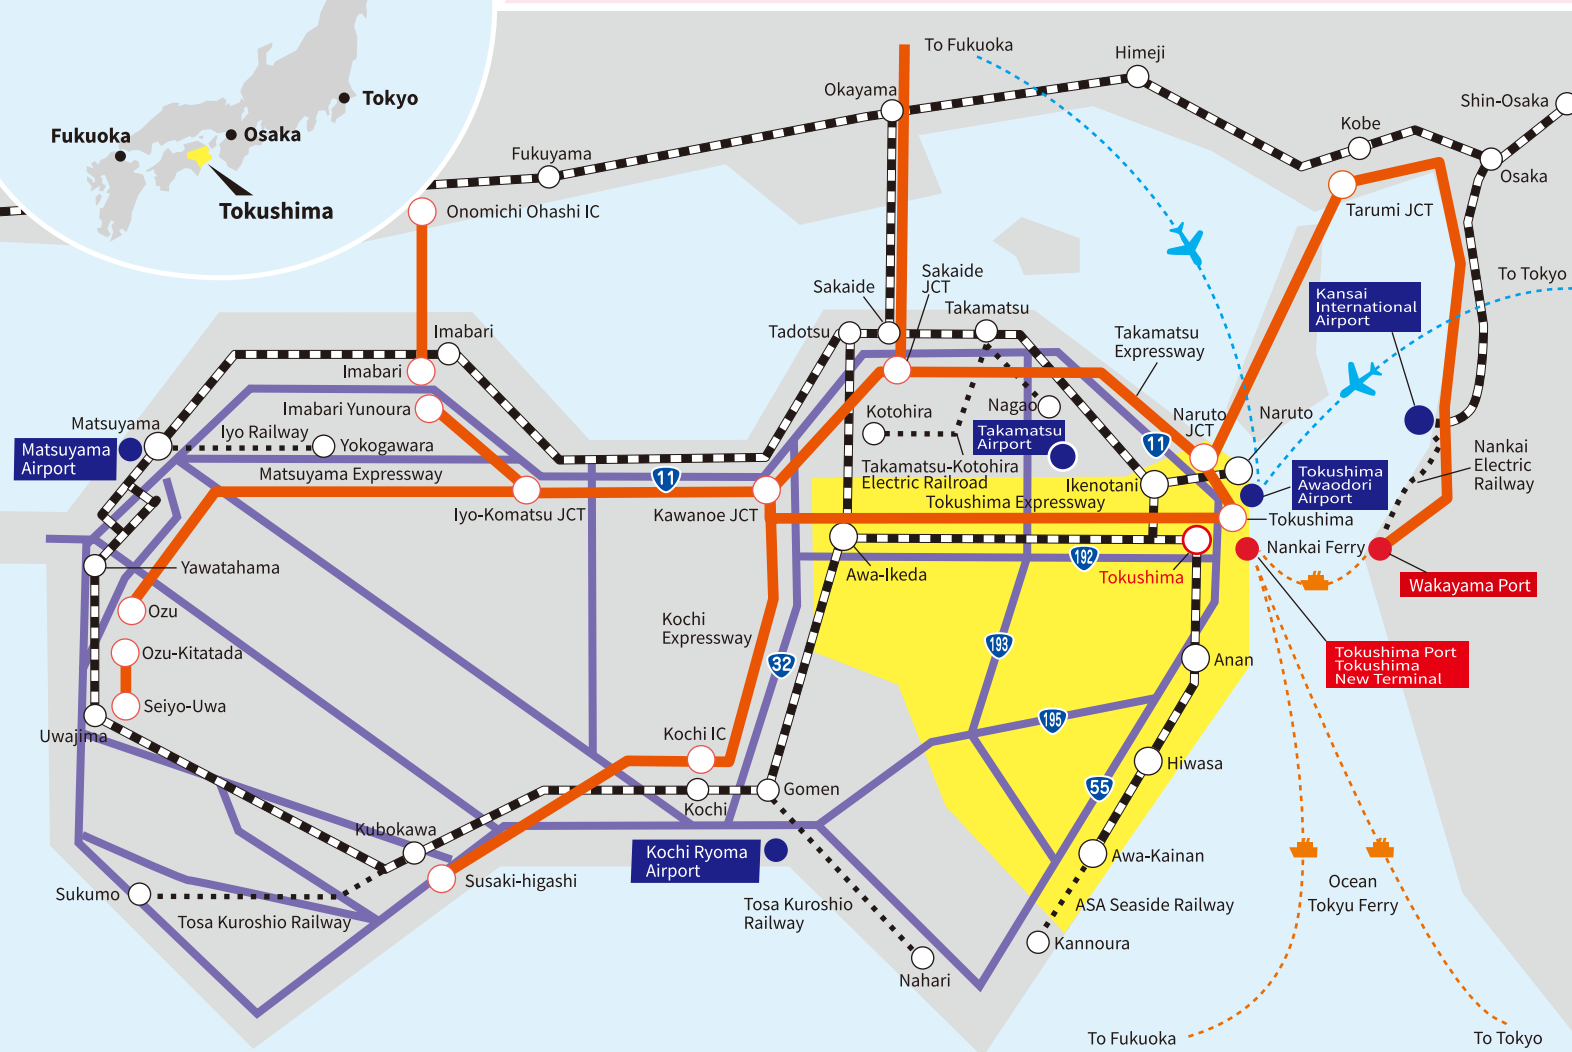 To Fukuoka
Himeji
Shin-Osaka
Okayama
Kobe
Tokyo
Osaka
Fukuoka
Fukuyama
Osaka
Tokushima
Onomichi Ohashi IC
Tarumi JCT
To Tokyo
Sakaide
JCT
Sakaide
Takamatsu
Kansai
International
Airport
Imabari
Tadotsu
Takamatsu
Expressway
Imabari
Imabari Yunoura
Kotohira
Nagao
Naruto
JCT
Naruto
Matsuyama
Iyo Railway
Yokogawara
Matsuyama
Airport
Takamatsu
Airport
11
Nankai
Electric
Railway
Matsuyama Expressway
11
Takamatsu-Kotohira
Electric Railroad
Ikenotani
Tokushima
Awaodori
Airport
Iyo-Komatsu JCT
Kawanoe JCT
Tokushima Expressway
Tokushima
Nankai Ferry
Yawatahama
Awa-Ikeda
192
Tokushima
Wakayama Port
Ozu
Kochi
Expressway
193
Ozu-Kitatada
32
Anan
Tokushima Port
Tokushima
New Terminal
Seiyo-Uwa
195
Uwajima
Kochi IC
Hiwasa
Kochi
Gomen
55
Kubokawa
Kochi Ryoma
Airport
Awa-Kainan
Susaki-higashi
Sukumo
Ocean
Tokyu Ferry
Tosa Kuroshio Railway
Tosa Kuroshio
Railway
ASA Seaside Railway
Kannoura
Nahari
To Fukuoka
To Tokyo